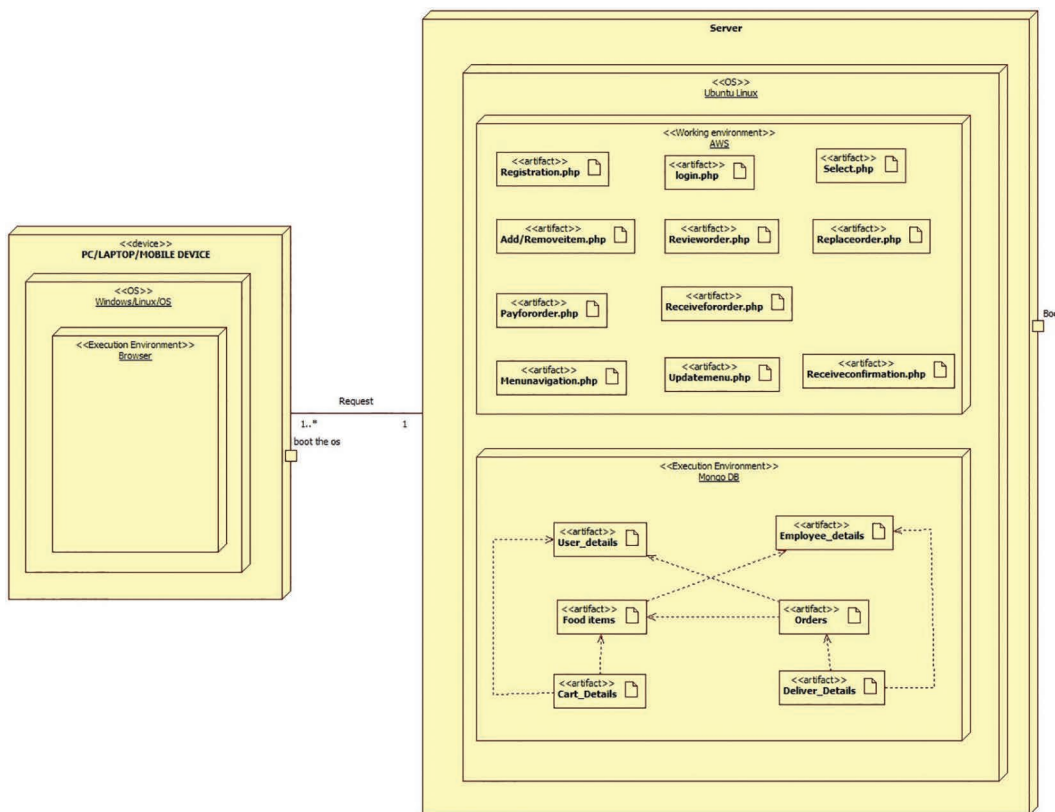 Server
<<OS>>
Ubuntu Linux
<<Working environment>>
AWS
<<artifact>>
Registration.php
<<artifact>>
login.php
<<artifact>>
Select.php
<<artifact>>
Add/Removeitem.php
<<artifact>>
Revieworder.php
<<artifact>>
Replaceorder.php
<<artifact>>
Payfororder.php
<<artifact>>
Receivefororder.php
<<artifact>>
Menunavigation.php
<<artifact>>
Updatemenu.php
<<artifact>>
Receiveconfirmation.php
<<device>>
PC/LAPTOP/MOBILE DEVICE
<<OS>>
Windows/Linux/OS
<<Execution Environment>>
Browser
Request
1..*
1
boot the os
Boo
<<Execution Environment>>
Mongo DB
<<artifact>>
User_details
<<artifact>>
Employee_details
<<artifact>>
Food items
<<artifact>>
Orders
<<artifact>>
Cart_Details
<<artifact>>
Deliver_Details